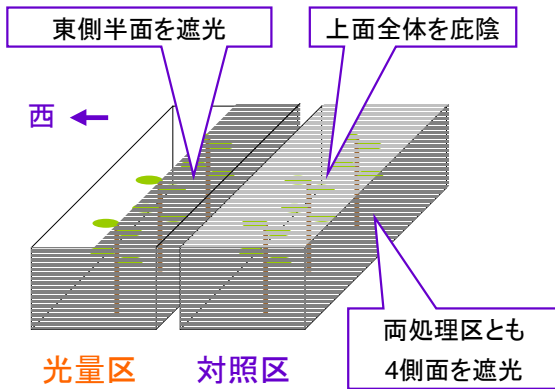 東側半面を遮光
上面全体を庇陰
西
両処理区とも
4側面を遮光
光量区
対照区